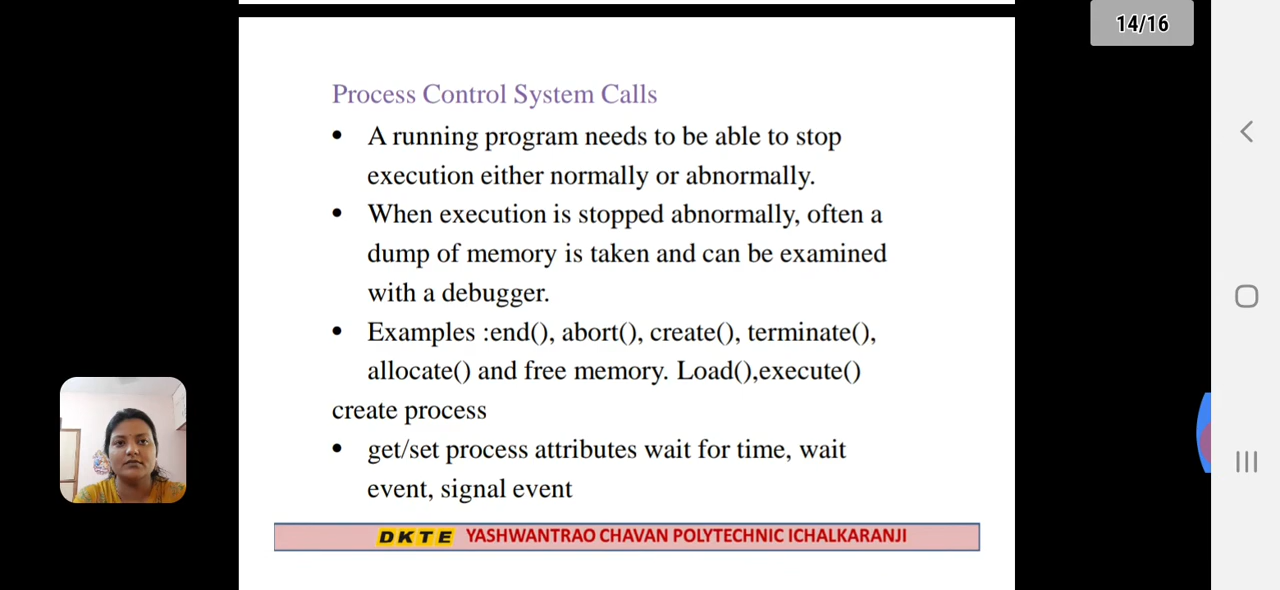 14/16
Process Control System Calls
• A running program needs to be able to stop
execution either normally or abnormally.
• When execution is stopped abnormally, often a
dump of memory is taken and can be examined
with a debugger.
• Examples :end(), abort(), create(), terminate(),
allocate() and free memory. Load(),execute()
create process
• get/set process attributes wait for time, wait
event, signal event
DKTE YASHWANTRAO CHAVAN POLYTECHNIC ICHALKARANJI